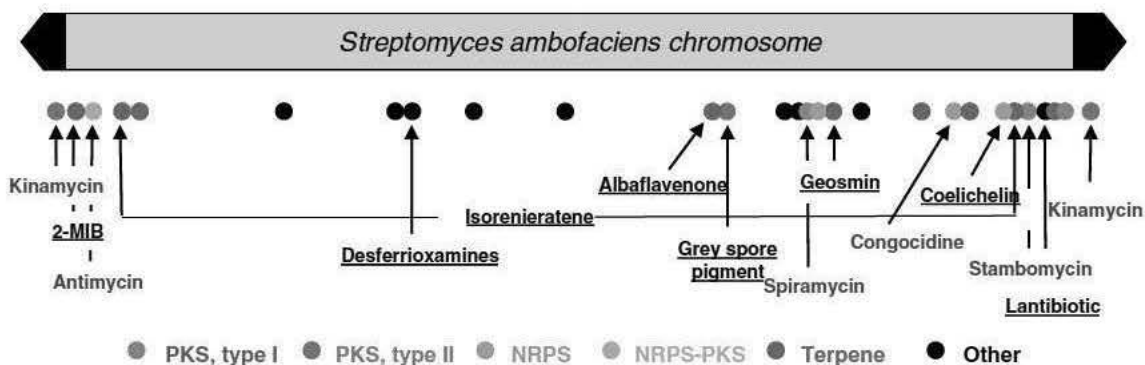 Streptomyces ambofaciens chromosome
Kinamycin
2-MIB
Antimycin
Isorenieratene
Desferrioxamines
Albaflavenone
Grey spore
pigment
Geosmin
Spiramycin
Congocidine
Coelichelin
Kinamycin
Stambomycin
Lantibiotic
PKS, type I PKS, type II NRPS NRPS-PKS Terpene Other